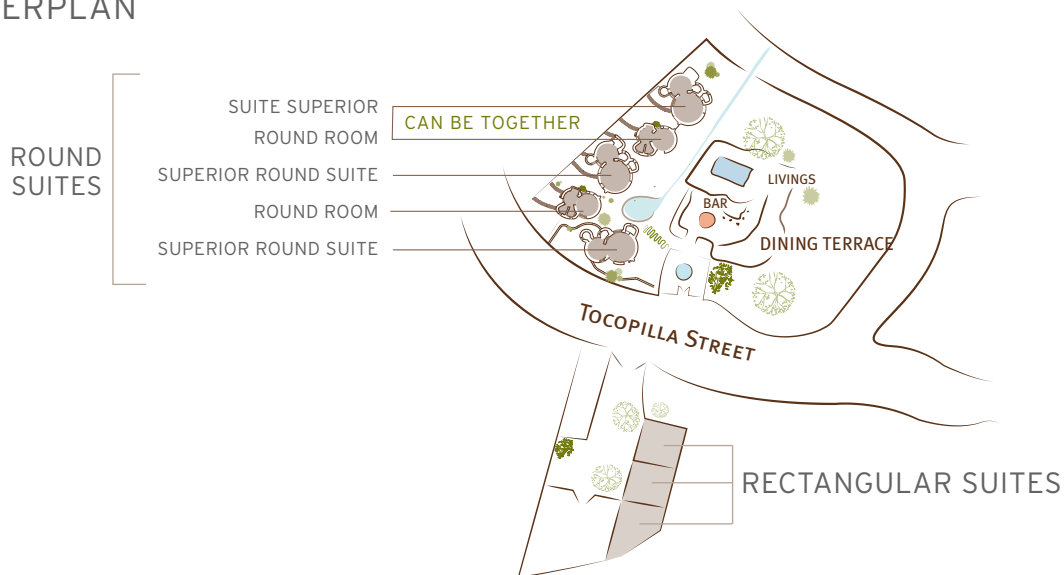 ERPLAN
ROUND
SUITES
SUITE SUPERIOR
ROUND ROOM
CAN BE TOGETHER
SUPERIOR ROUND SUITE
ROUND ROOM
SUPERIOR ROUND SUITE
LIVINGS
BAR
DINING TERRACE
TOCOPILLA STREET
RECTANGULAR SUITES